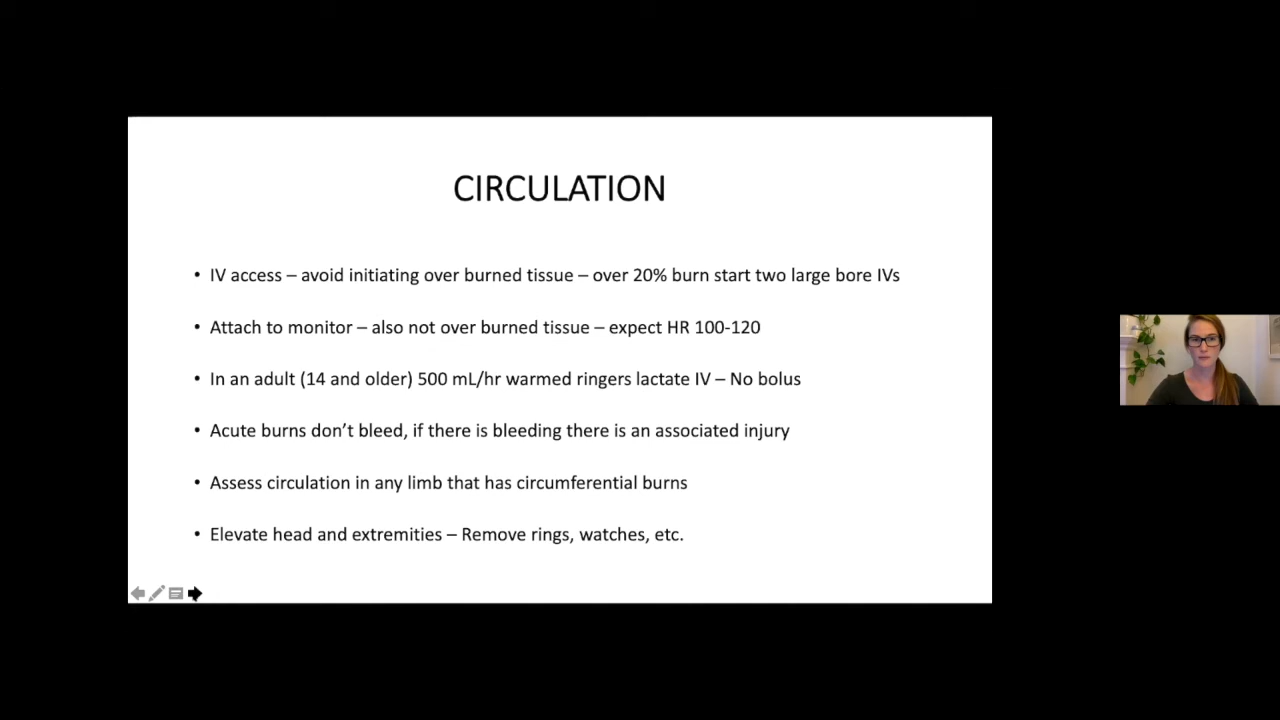 CIRCULATION
• IV access – avoid initiating over burned tissue – over 20% burn start two large bore IVs
• Attach to monitor – also not over burned tissue – expect HR 100-120
• In an adult (14 and older) 500 mL/hr warmed ringers lactate IV – No bolus
• Acute burns don’t bleed, if there is bleeding there is an associated injury
• Assess circulation in any limb that has circumferential burns
• Elevate head and extremities – Remove rings, watches, etc.